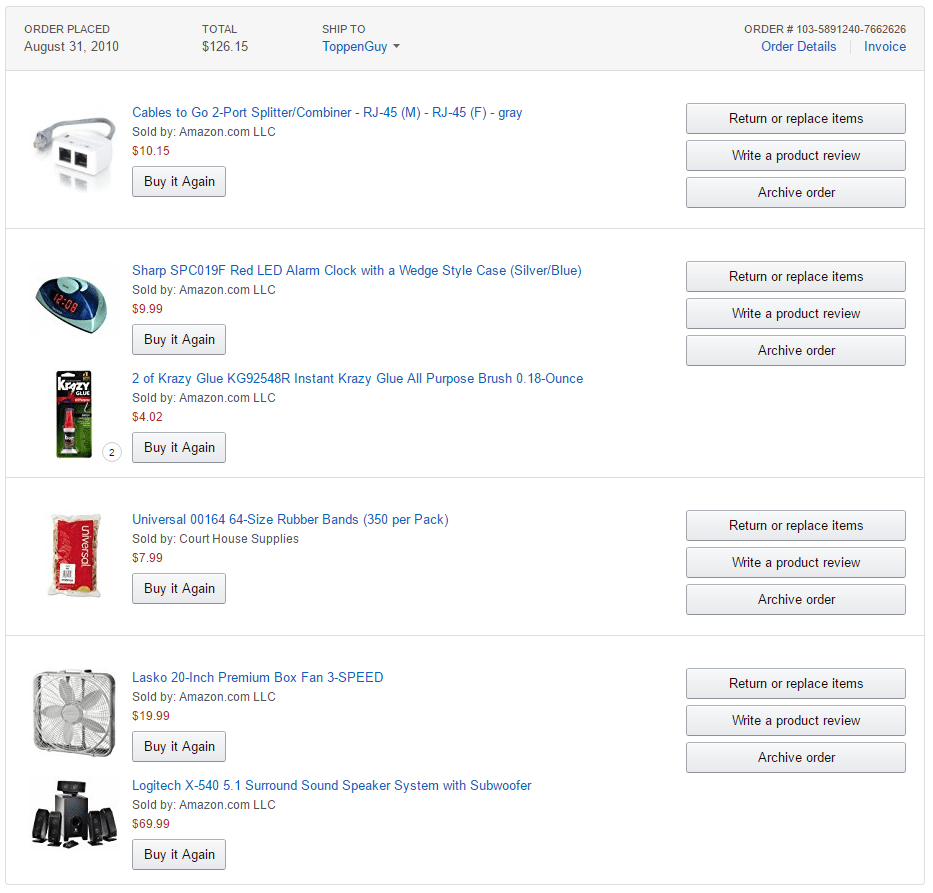 ORDER PLACED
August 31, 2010
TOTAL
$126.15
SHIP TO
ToppenGuy
ORDER # 103-5891240-7662626
Order Details
Invoice
Cables to Go 2-Port Splitter/Combiner - RJ-45 (M) - RJ-45 (F) - gray
Sold by: Amazon.com LLC
$10.15
Buy it Again
Return or replace items
Write a product review
Archive order
12:08
Sharp SPC019F Red LED Alarm Clock with a Wedge Style Case (Silver/Blue)
Sold by: Amazon.com LLC
$9.99
Buy it Again
Return or replace items
Write a product review
Archive order
KRAZY
GLUE
2
2 of Krazy Glue KG92548R Instant Krazy Glue All Purpose Brush 0.18-Ounce
Sold by: Amazon.com LLC
$4.02
Buy it Again
universal
Universal 00164 64-Size Rubber Bands (350 per Pack)
Sold by: Court House Supplies
$7.99
Buy it Again
Return or replace items
Write a product review
Archive order
Lasko 20-Inch Premium Box Fan 3-SPEED
Sold by: Amazon.com LLC
$19.99
Buy it Again
Return or replace items
Write a product review
Archive order
Logitech X-540 5.1 Surround Sound Speaker System with Subwoofer
Sold by: Amazon.com LLC
$69.99
Buy it Again